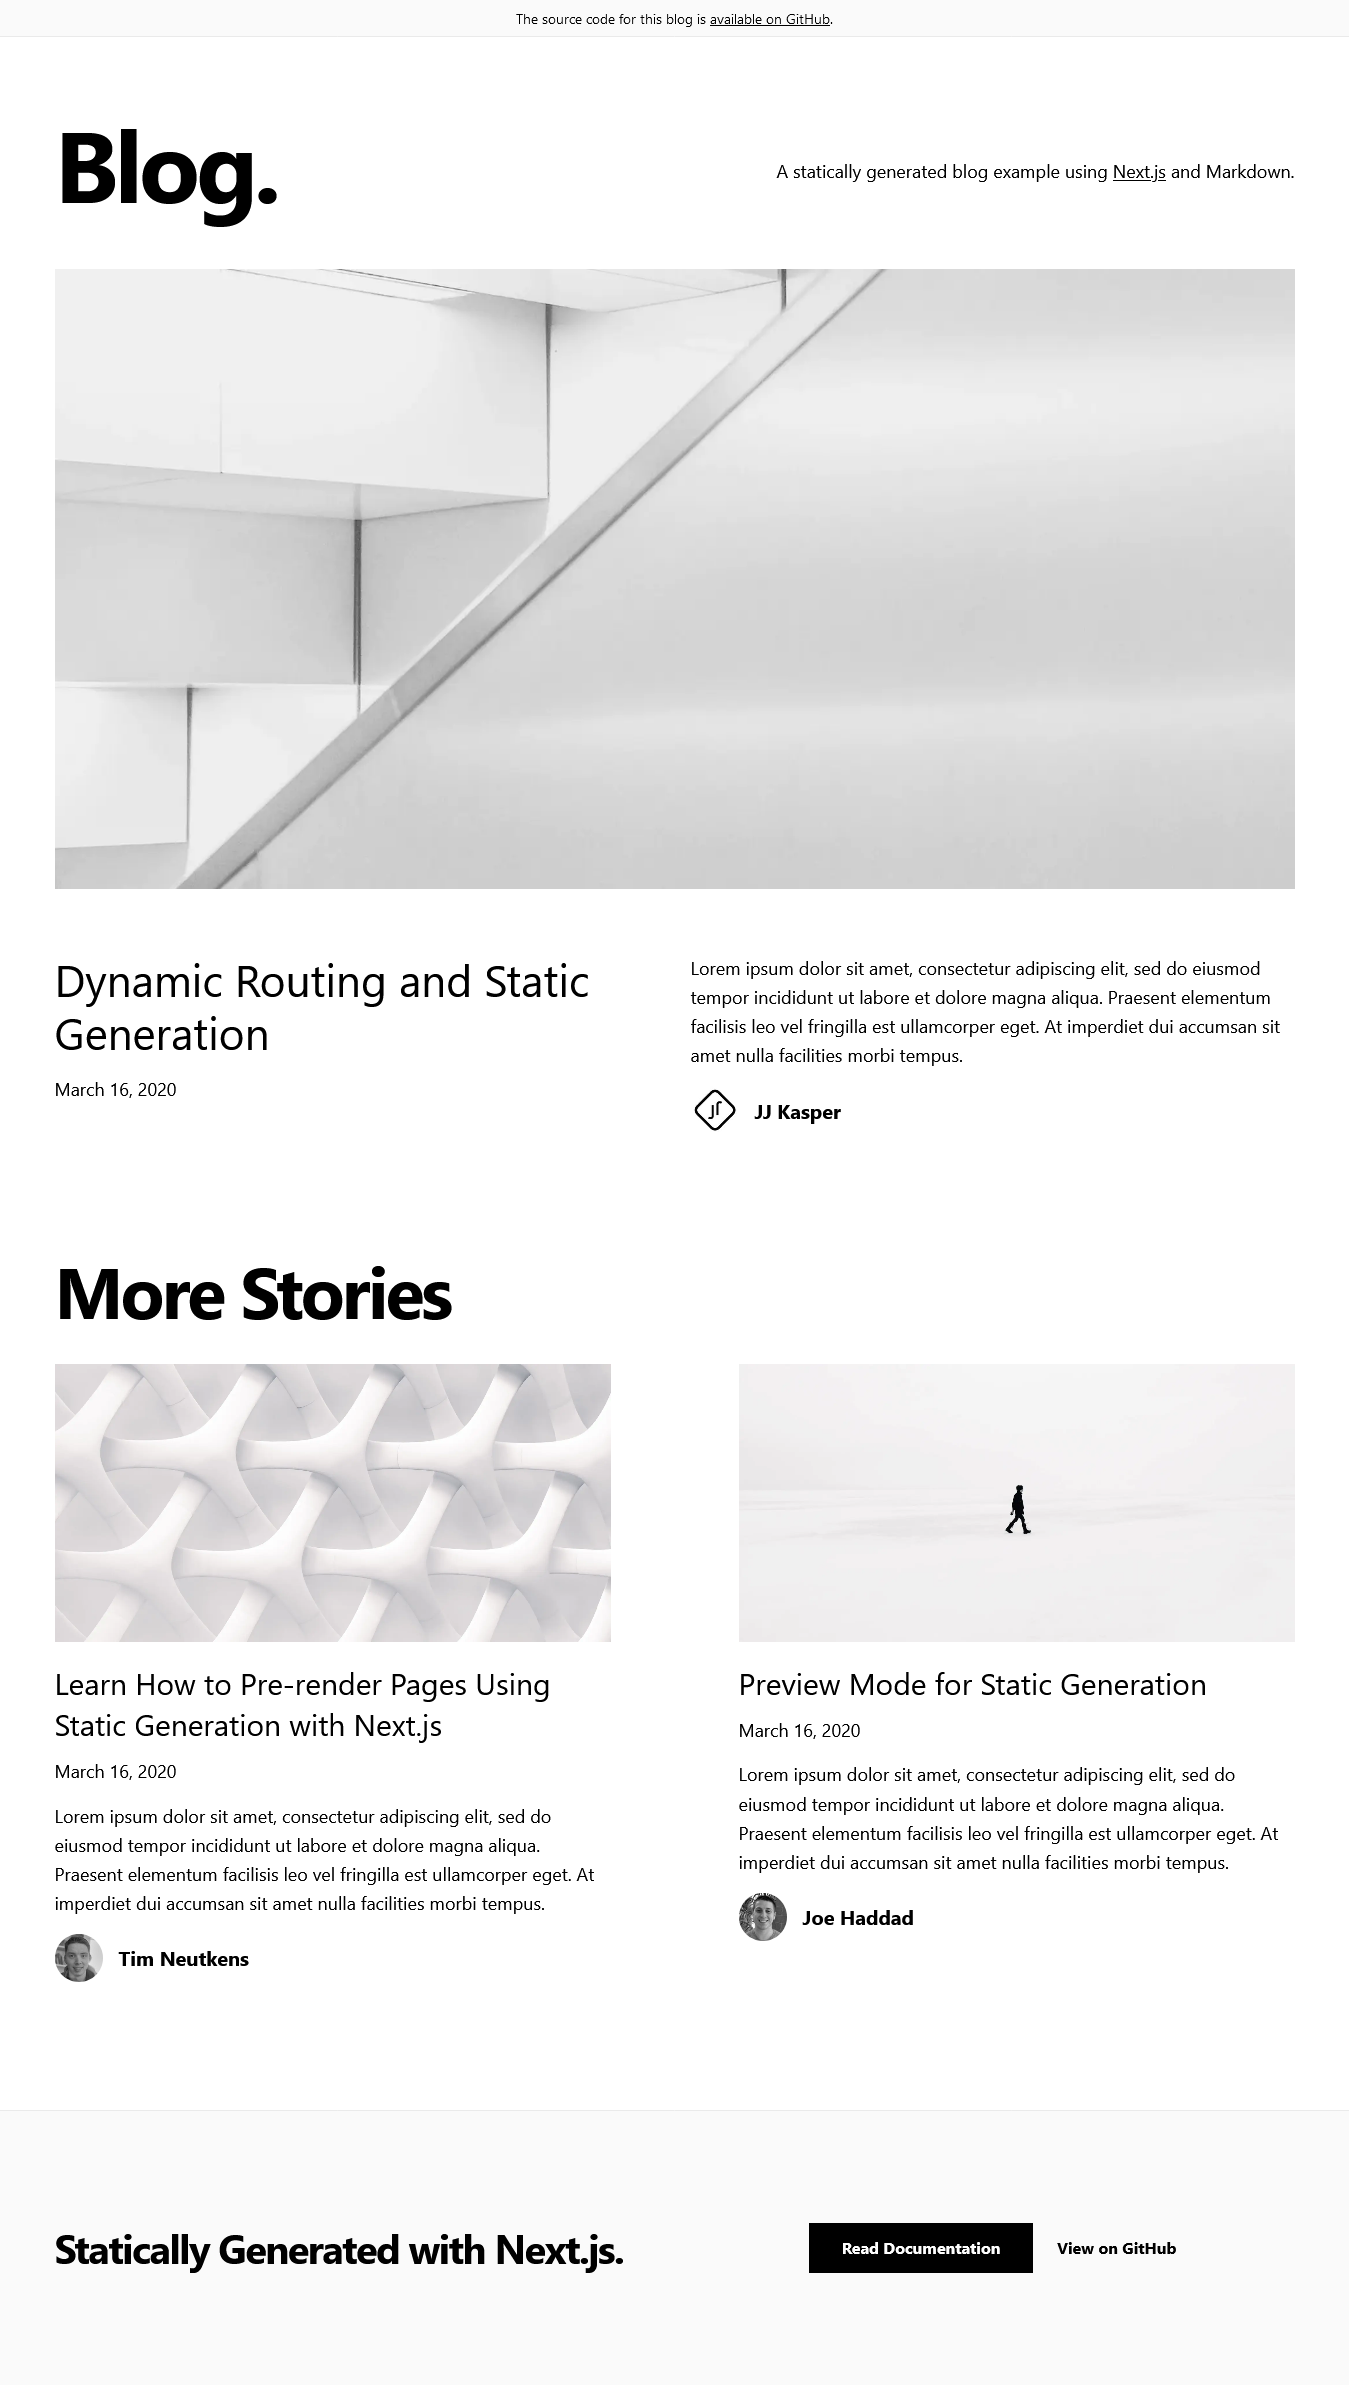 The source code for this blog is available on GitHub.
Blog.
A statically generated blog example using Next.js and Markdown.
Dynamic Routing and Static
Generation
March 16, 2020
Lorem ipsum dolor sit amet, consectetur adipiscing elit, sed do eiusmod
tempor incididunt ut labore et dolore magna aliqua. Praesent elementum
facilisis leo vel fringilla est ullamcorper eget. At imperdiet dui accumsan sit
amet nulla facilities morbi tempus.
JJ Kasper
More Stories
Learn How to Pre-render Pages Using
Static Generation with Next.js
March 16, 2020
Lorem ipsum dolor sit amet, consectetur adipiscing elit, sed do
eiusmod tempor incididunt ut labore et dolore magna aliqua.
Praesent elementum facilisis leo vel fringilla est ullamcorper eget. At
imperdiet dui accumsan sit amet nulla facilities morbi tempus.
Tim Neutkens
Preview Mode for Static Generation
March 16, 2020
Lorem ipsum dolor sit amet, consectetur adipiscing elit, sed do
eiusmod tempor incididunt ut labore et dolore magna aliqua.
Praesent elementum facilisis leo vel fringilla est ullamcorper eget. At
imperdiet dui accumsan sit amet nulla facilities morbi tempus.
Joe Haddad
Statically Generated with Next.js.
Read Documentation
View on GitHub